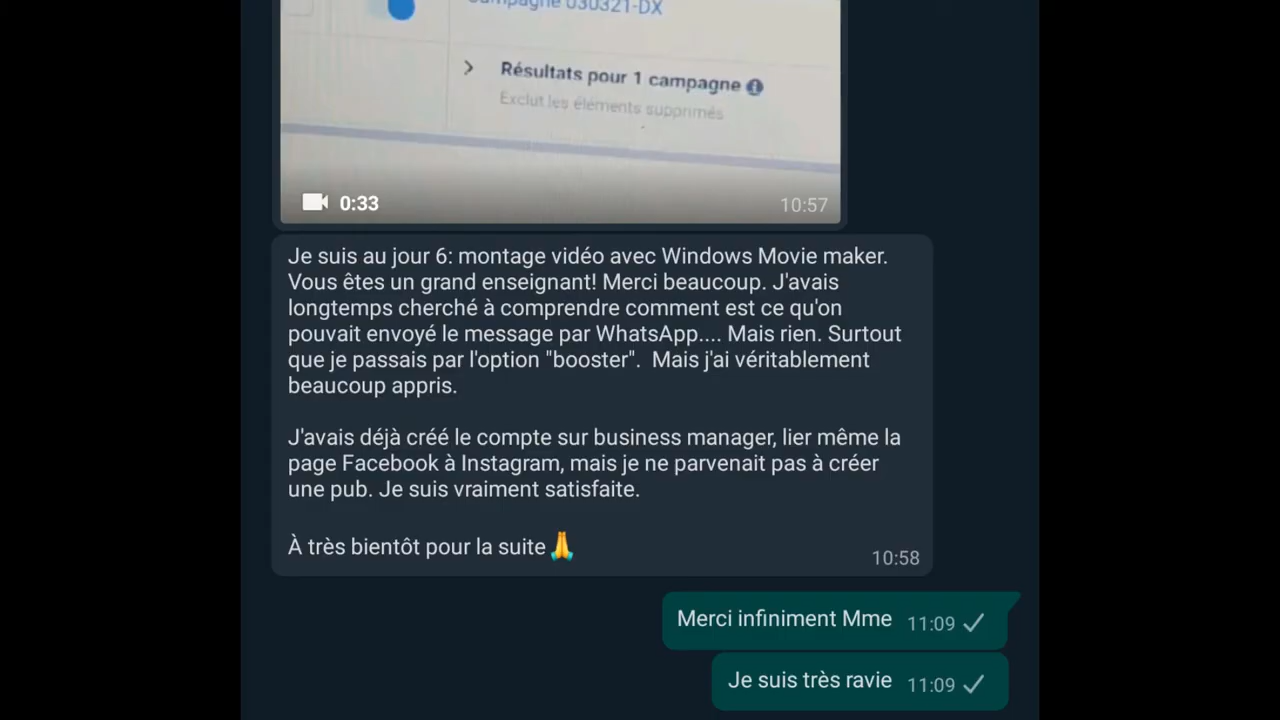 Campagne 030321-DX
Résultats pour 1 campagne
Exclut les éléments supprimés
0:33
10:57
Je suis au jour 6: montage vidéo avec Windows Movie maker.
Vous êtes un grand enseignant! Merci beaucoup. J'avais
longtemps cherché à comprendre comment est ce qu'on
pouvait envoyé le message par WhatsApp.... Mais rien. Surtout
que je passais par l'option "booster".  Mais j'ai véritablement
beaucoup appris.
J'avais déjà créé le compte sur business manager, lier même la
page Facebook à Instagram, mais je ne parvenait pas à créer
une pub. Je suis vraiment satisfaite.
À très bientôt pour la suite🙏
10:58
Merci infiniment Mme 11:09
Je suis très ravie 11:09